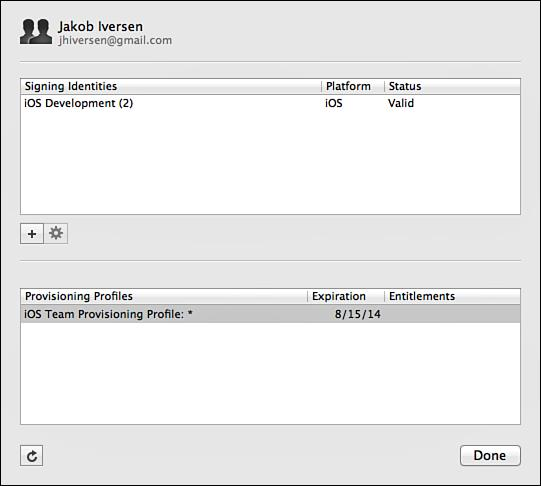 Jakob Iversen
jhiversen@gmail.com
Signing Identities Platform Status
iOS Development (2) iOS Valid
+
Provisioning Profiles Expiration Entitlements
iOS Team Provisioning Profile: * 8/15/14
Done